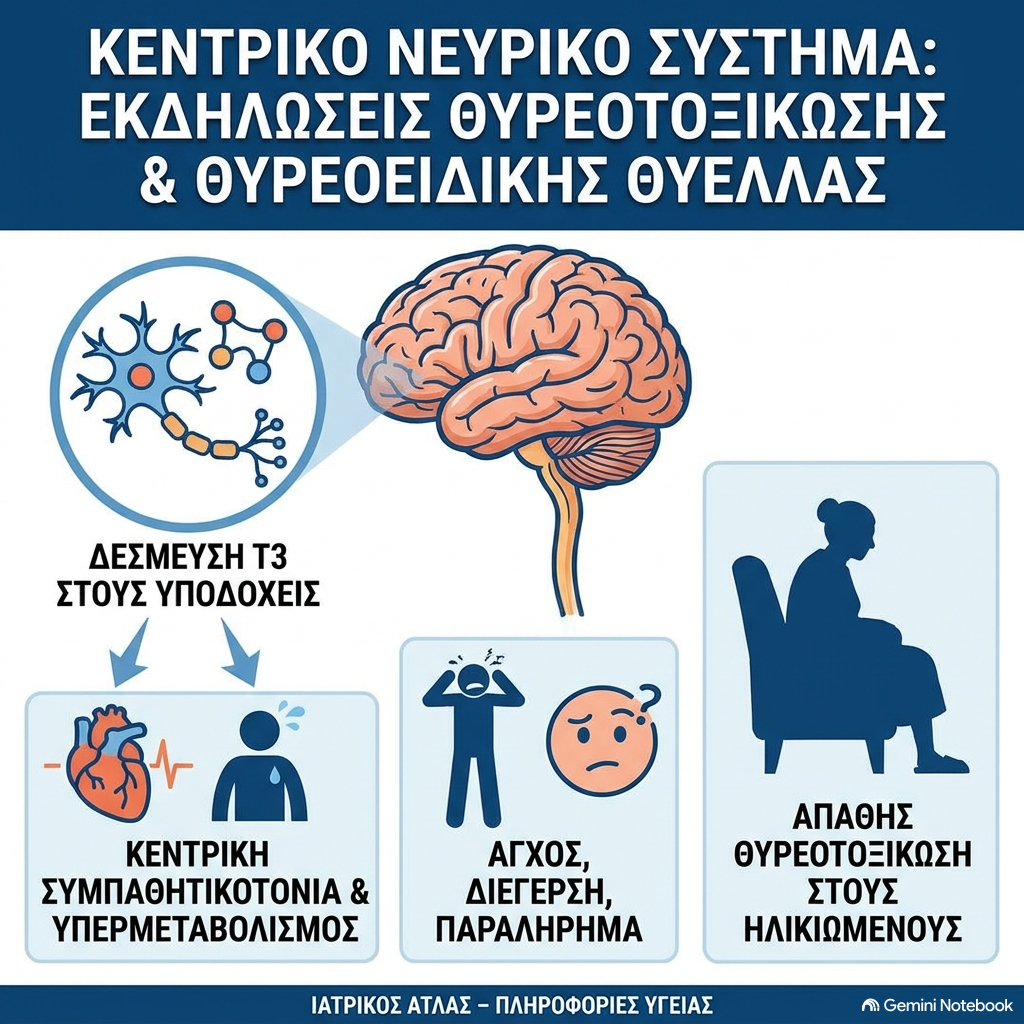 ΚΕΝΤΡΙΚΟ ΝΕΥΡΙΚΟ ΣΥΣΤΗΜΑ:
ΕΚΔΗΛΩΣΕΙΣ ΘΥΡΕΟΤΟΞΙΚΩΣΗΣ
& ΘΥΡΕΟΕΙΔΙΚΗΣ ΘΥΕΛΛΑΣ
ΔΕΣΜΕΥΣΗ Τ3
ΣΤΟΥΣ ΥΠΟΔΟΧΕΙΣ
ΚΕΝΤΡΙΚΗ
ΣΥΜΠΑΘΗΤΙΚΟΤΟΝΙΑ &
ΥΠΕΡΜΕΤΑΒΟΛΙΣΜΟΣ
?
ΑΓΧΟΣ,
ΔΙΕΓΕΡΣΗ,
ΠΑΡΑΛΗΡΗΜΑ
ΑΠΑΘΗΣ
ΘΥΡΕΟΤΟΞΙΚΩΣΗ
ΣΤΟΥΣ
ΗΛΙΚΙΩΜΕΝΟΥΣ
ΙΑΤΡΙΚΟΣ ΑΤΛΑΣ – ΠΛΗΡΟΦΟΡΙΕΣ ΥΓΕΙΑΣ
Gemini Notebook